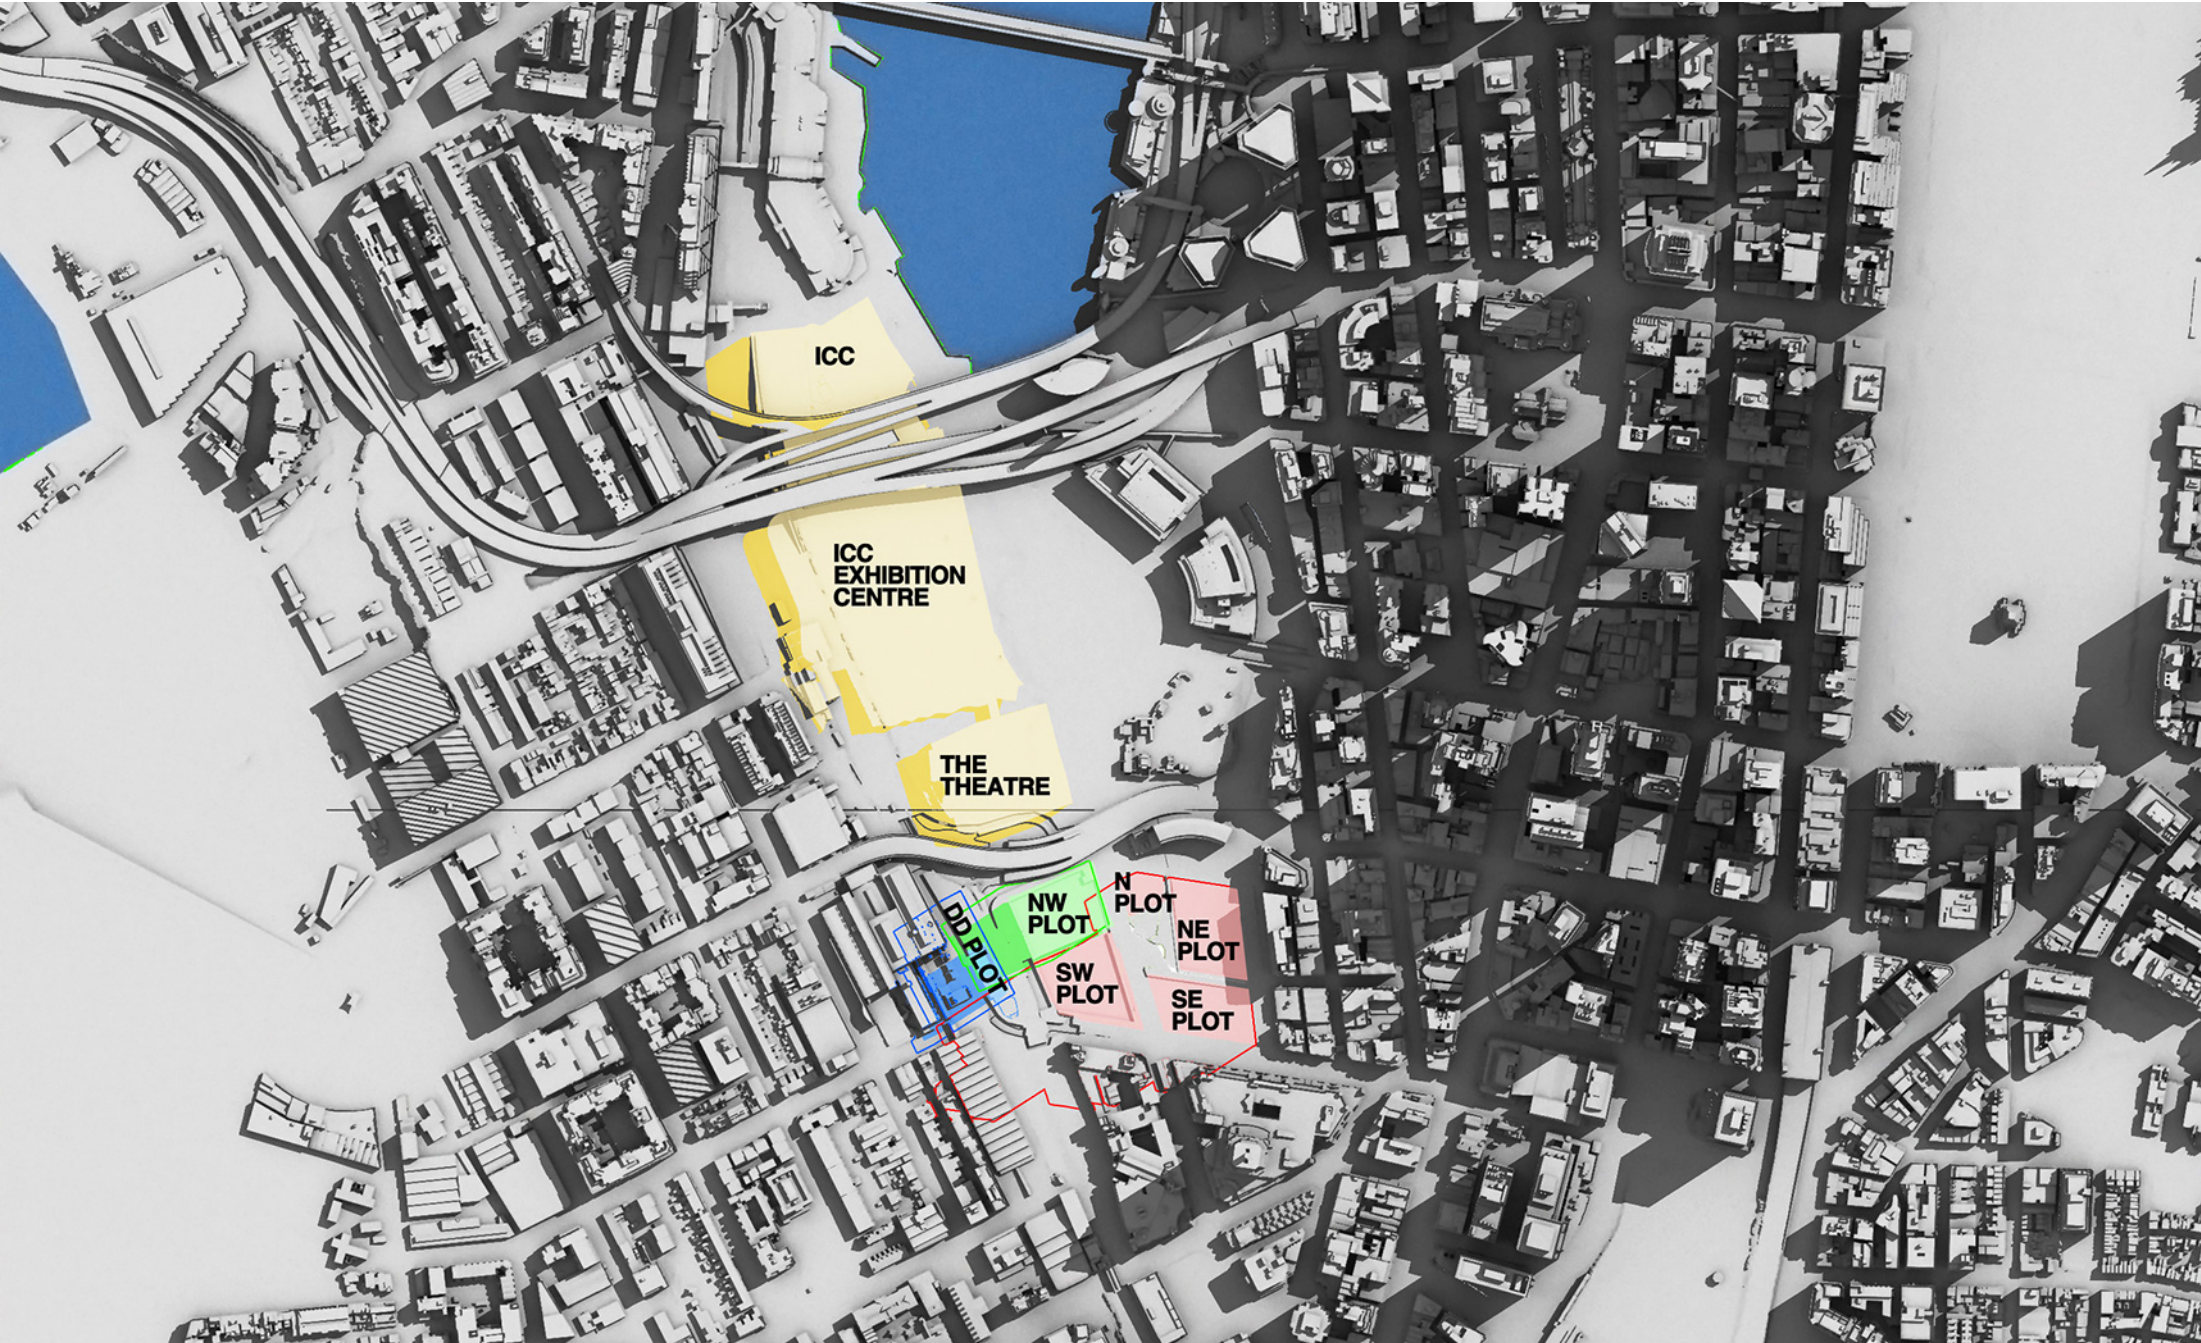 ICC
ICC
EXHIBITION
CENTRE
THE
THEATRE
DD PLOT
NW
PLOT
N
PLOT
NE
PLOT
SW
PLOT
SE
PLOT